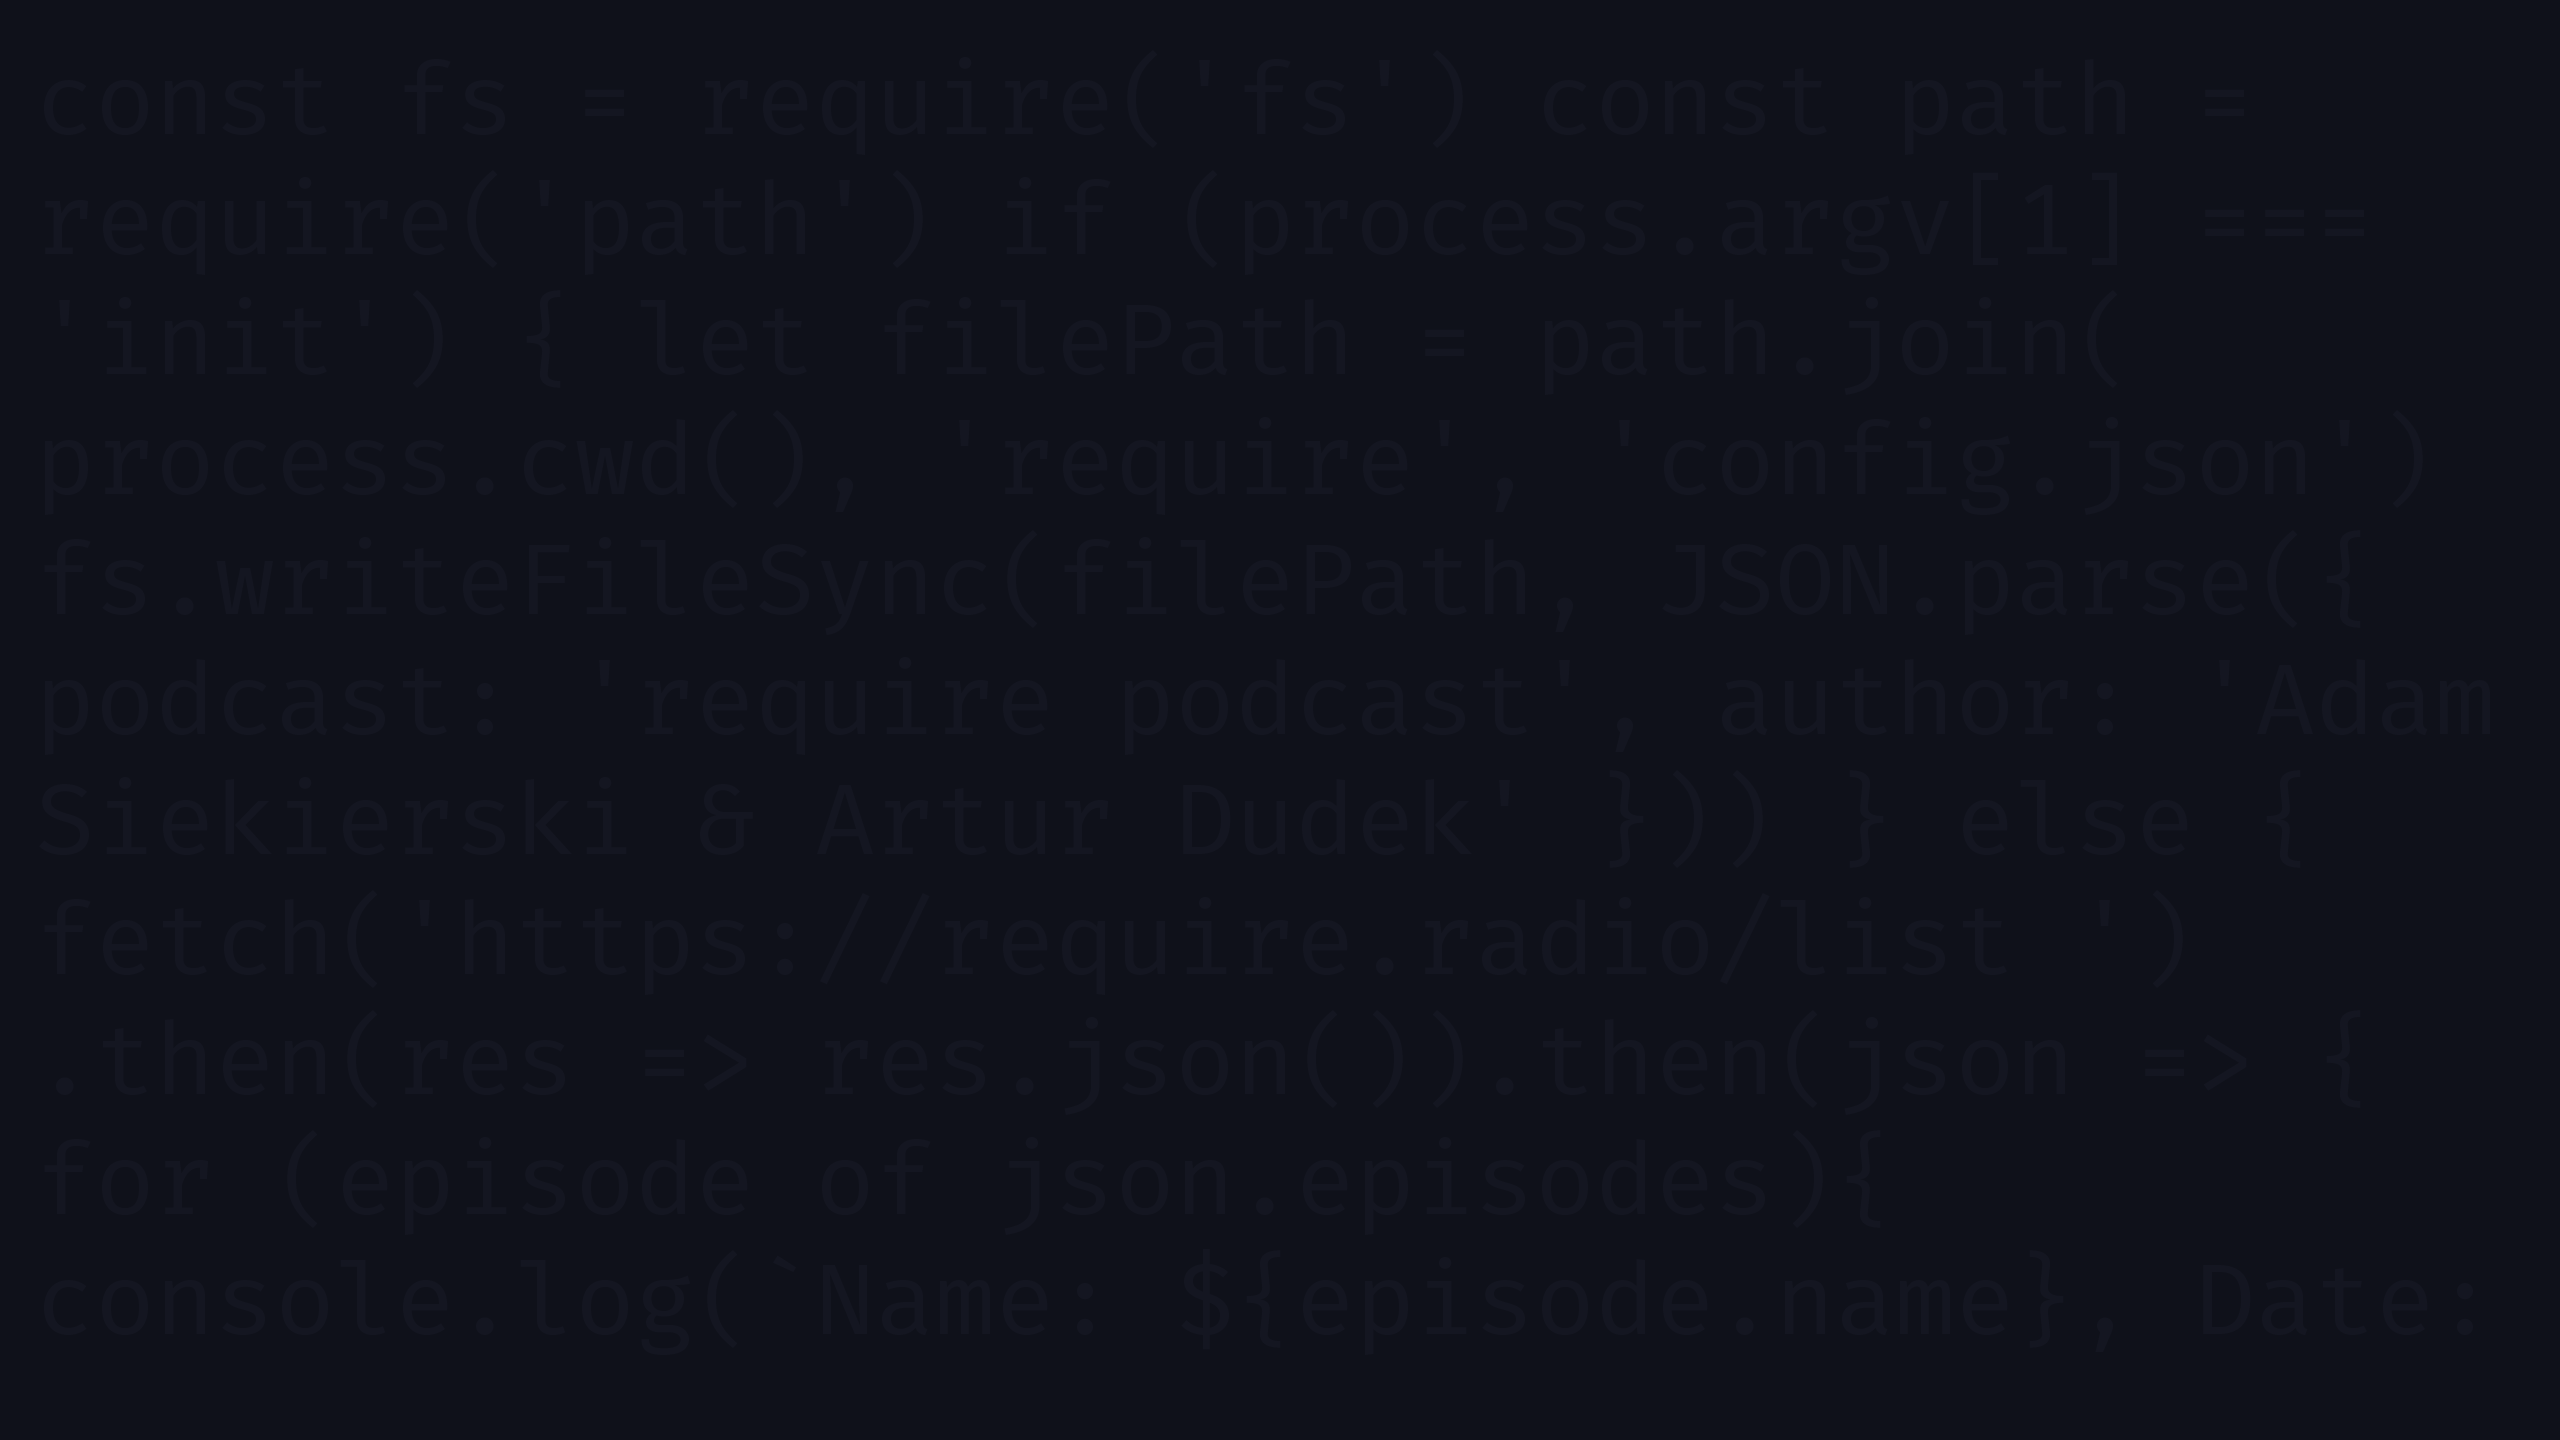 const fs = require('fs') const path =
require('path') if (process.argv[1] ===
'init') { let filePath = path.join(
process.cwd(), 'require', 'config.json')
fs.writeFileSync(filePath, JSON.parse({
podcast: 'require podcast', author: 'Adam
Siekierski & Artur Dudek' })) } else {
fetch('https://require.radio/list ')
.then(res => res.json()).then(json => {
for (episode of json.episodes){
console.log(`Name: ${episode.name}, Date: